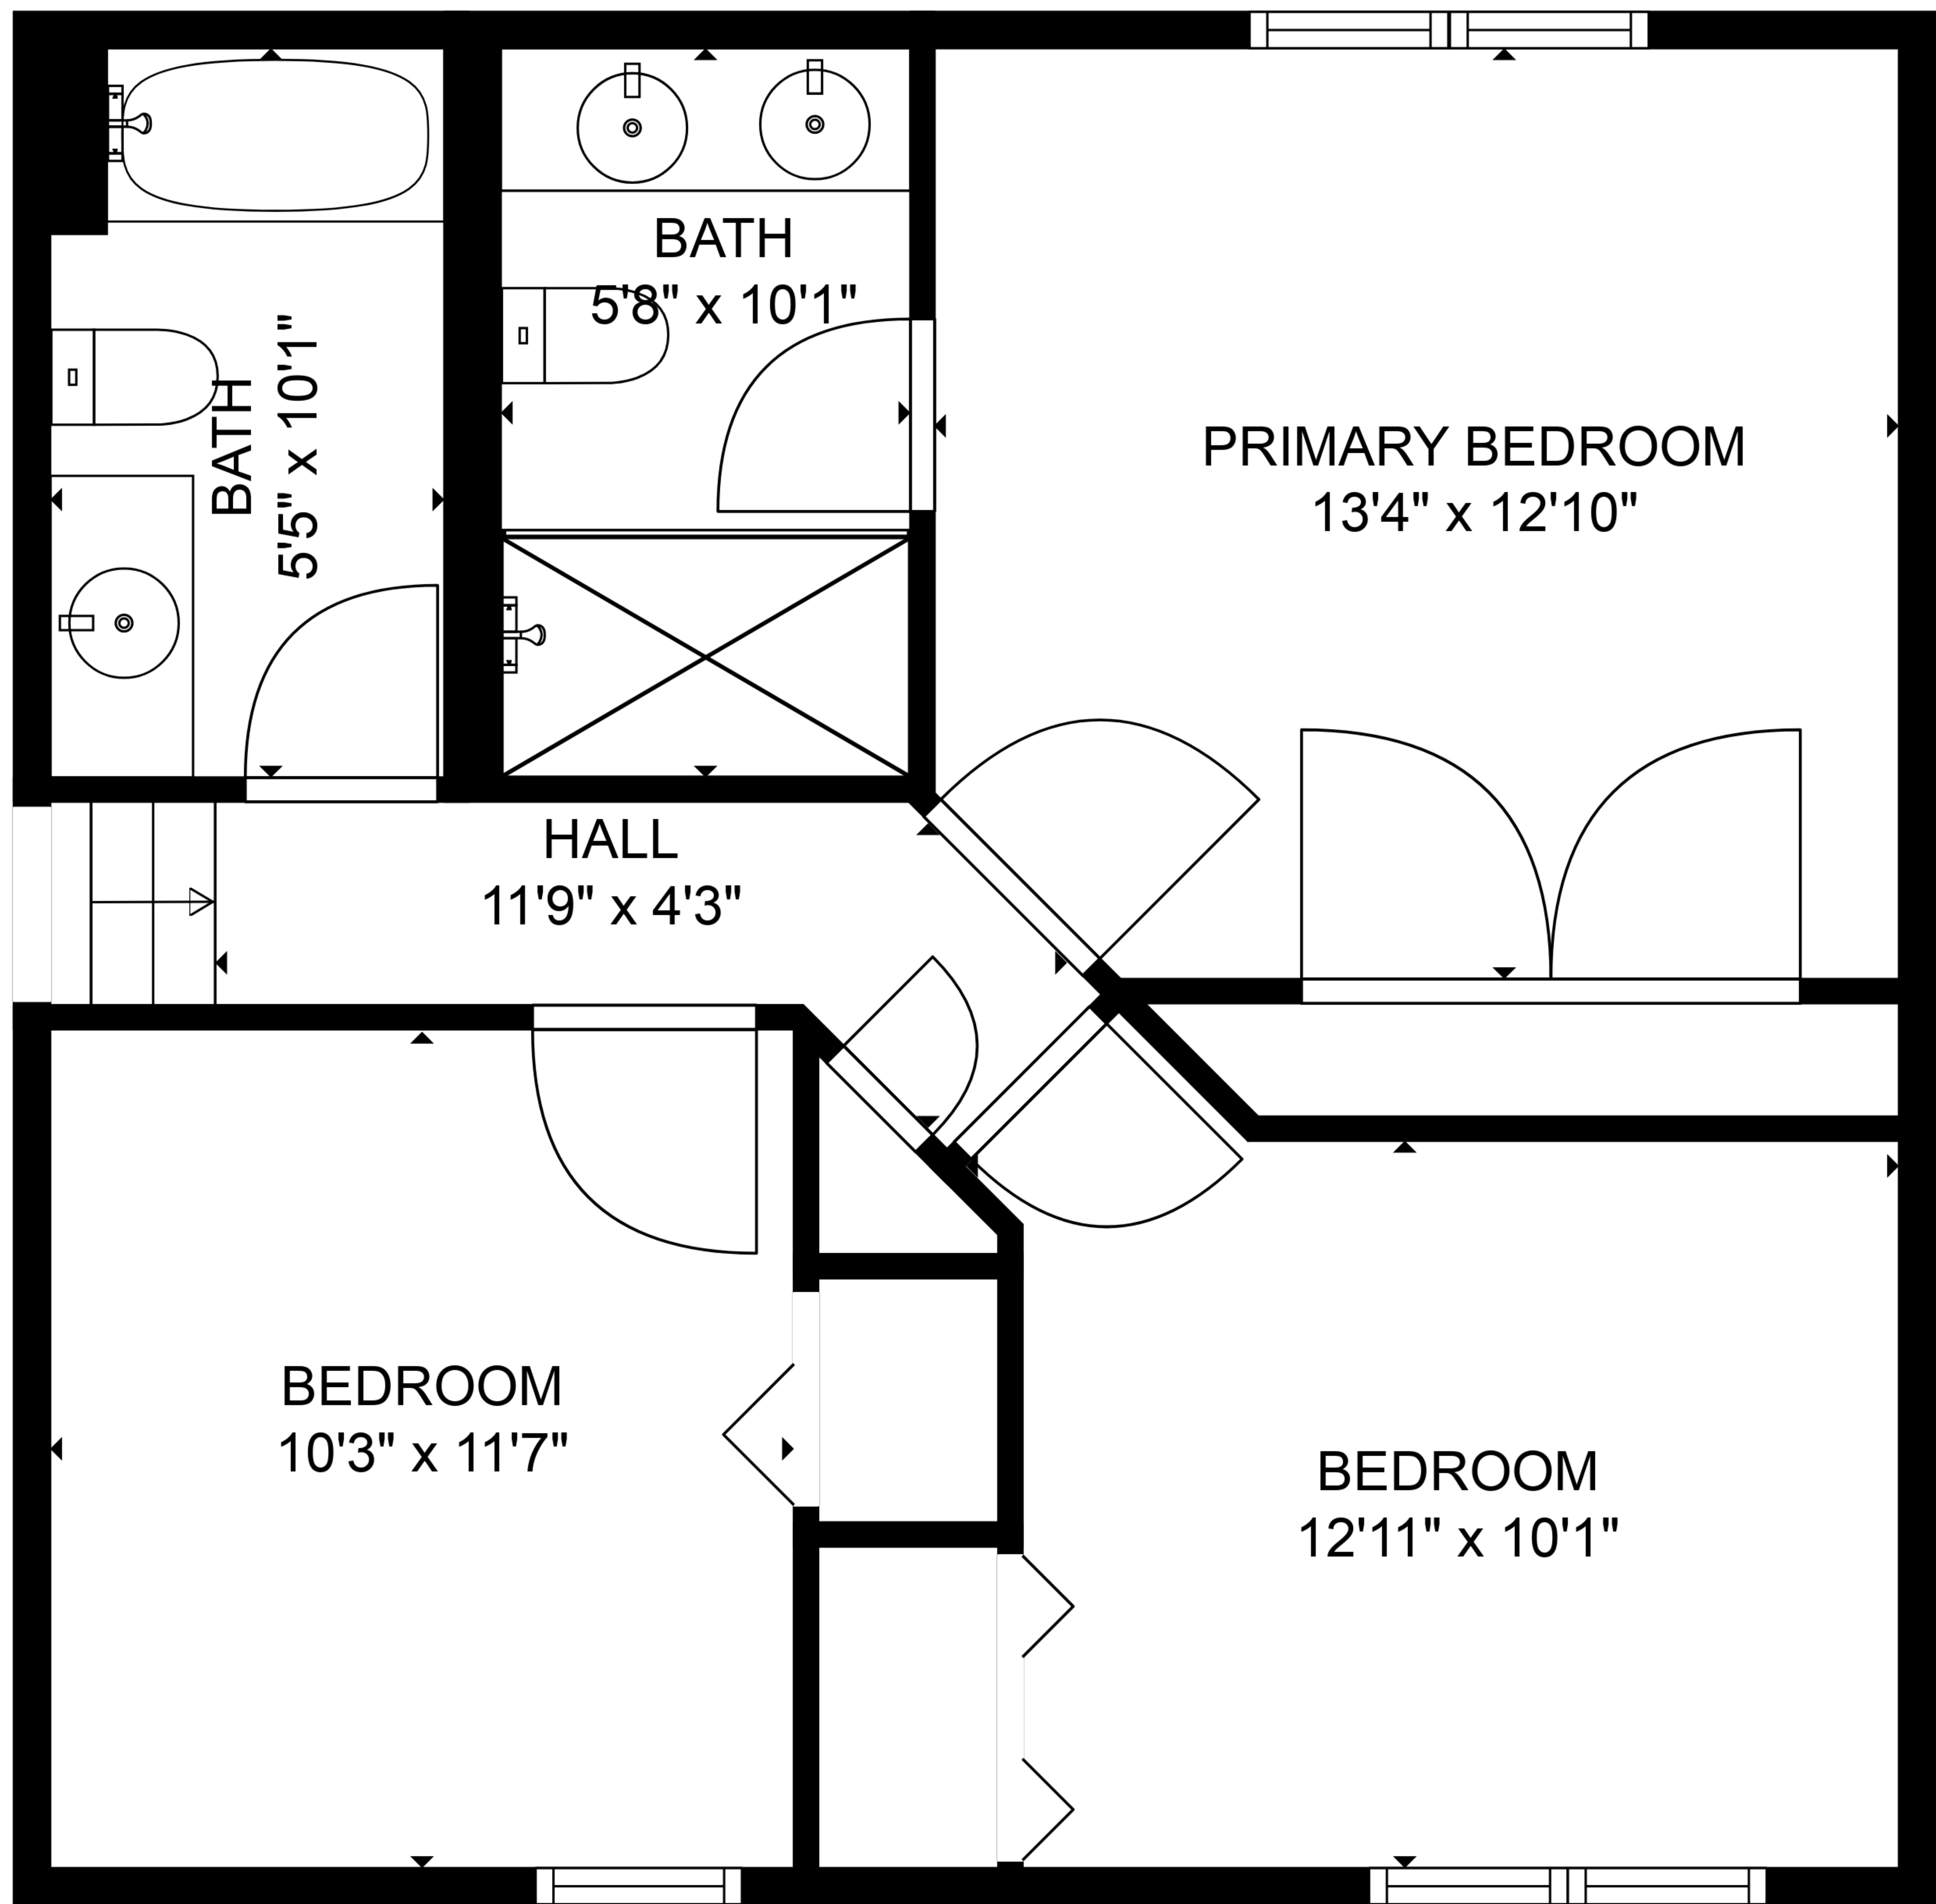 BATH
5'8" x 10'1"
BATH
5'5" x 10'1"
PRIMARY BEDROOM
13'4" x 12'10"
HALL
11'9" x 4'3"
BEDROOM
10'3" x 11'7"
BEDROOM
12'11" x 10'1"